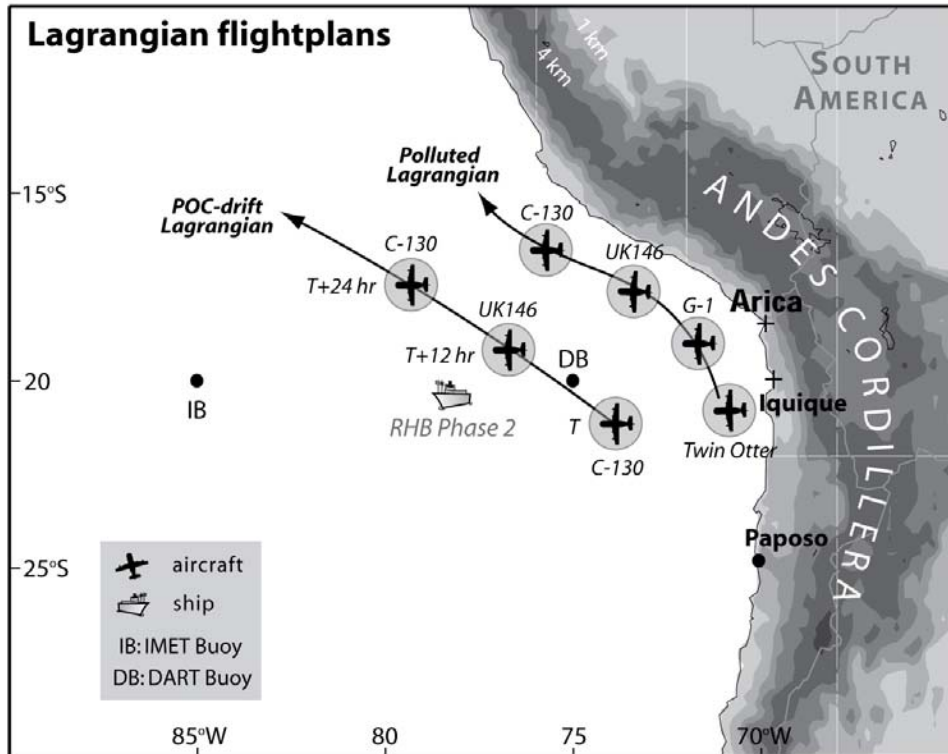 Lagrangian flightplans
1 km
4 km
SOUTH
AMERICA
Polluted
Lagrangian
15°S
POC-drift
Lagrangian
C-130
ANDES CORDILLERA
C-130
UK146
T+24 hr
G-1
Arica
UK146
T+12 hr
DB
20
IB
Iquique
RHB Phase 2
T
Twin Otter
C-130
Paposo
25°S
aircraft
ship
IB: IMET Buoy
DB: DART Buoy
85°W
80
75
70°W